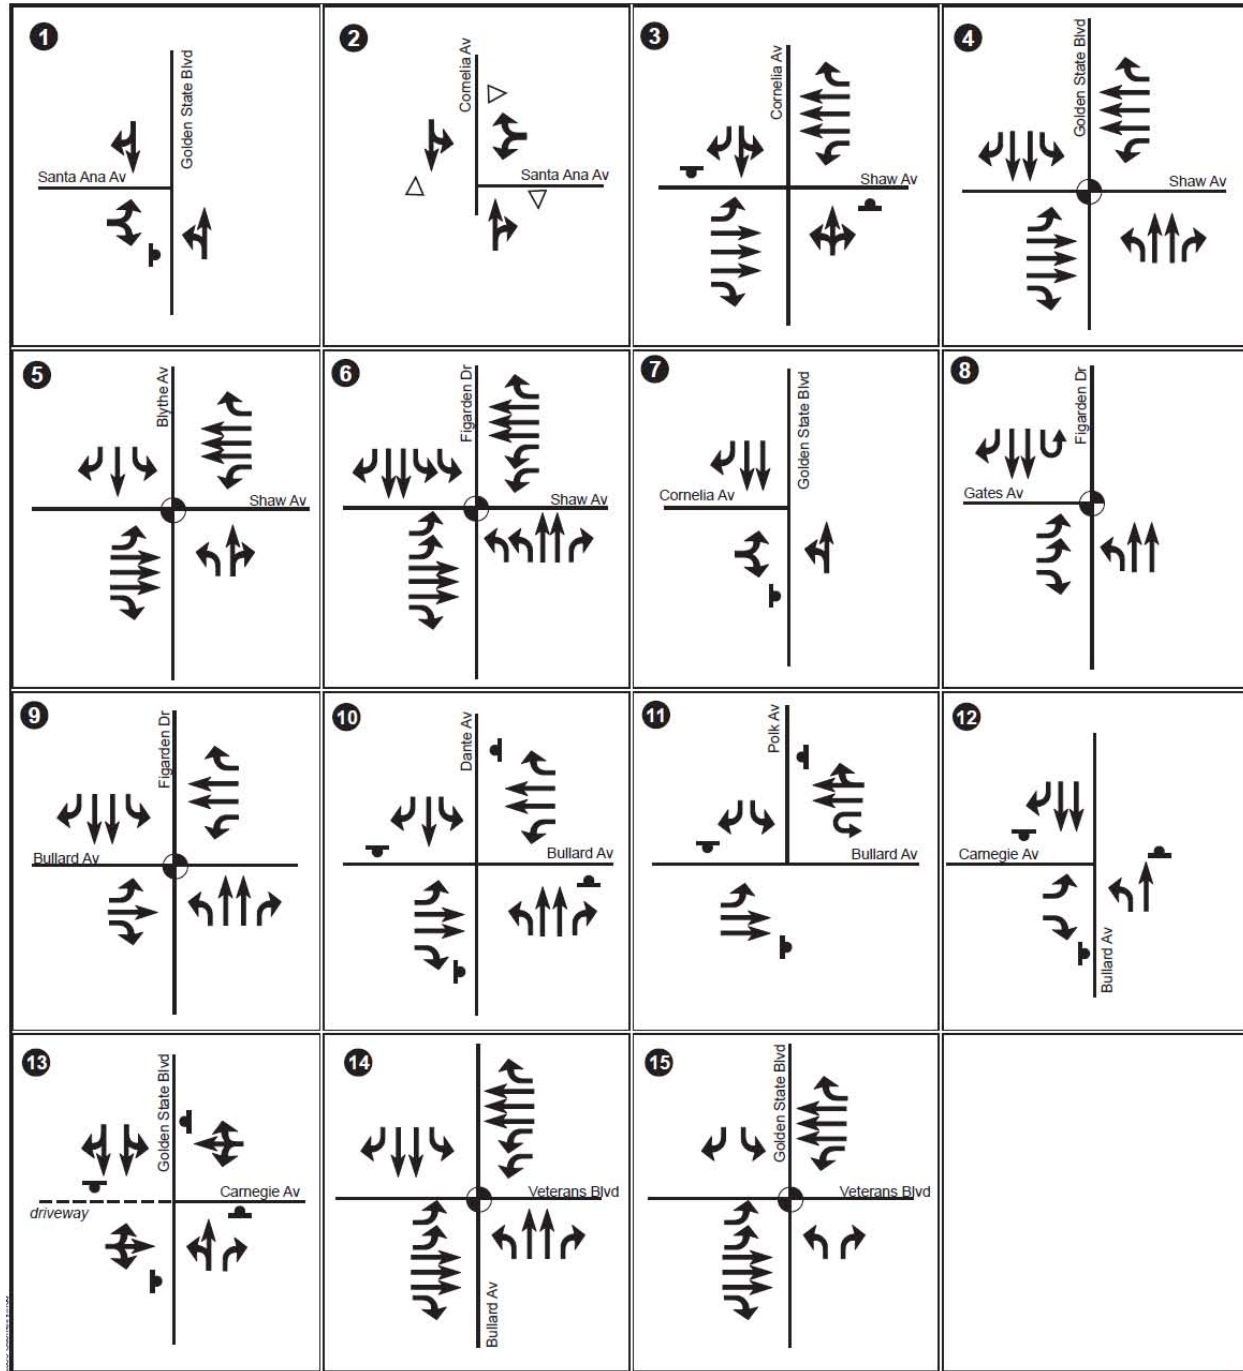 1
Golden State Blvd
Santa Ana Av
2
Cornelia Av
Santa Ana Av
3
Cornelia Av
Shaw Av
4
Golden State Blvd
Shaw Av
5
Blythe Av
Shaw Av
6
Figarden Dr
Shaw Av
7
Golden State Blvd
Cornelia Av
8
Figarden Dr
Gates Av
9
Figarden Dr
Bullard Av
10
Dante Av
Bullard Av
11
Polk Av
Bullard Av
12
Carnegie Av
Bullard Av
13
Golden State Blvd
Carnegie Av
driveway
14
Veterans Blvd
Bullard Av
15
Golden State Blvd
Veterans Blvd